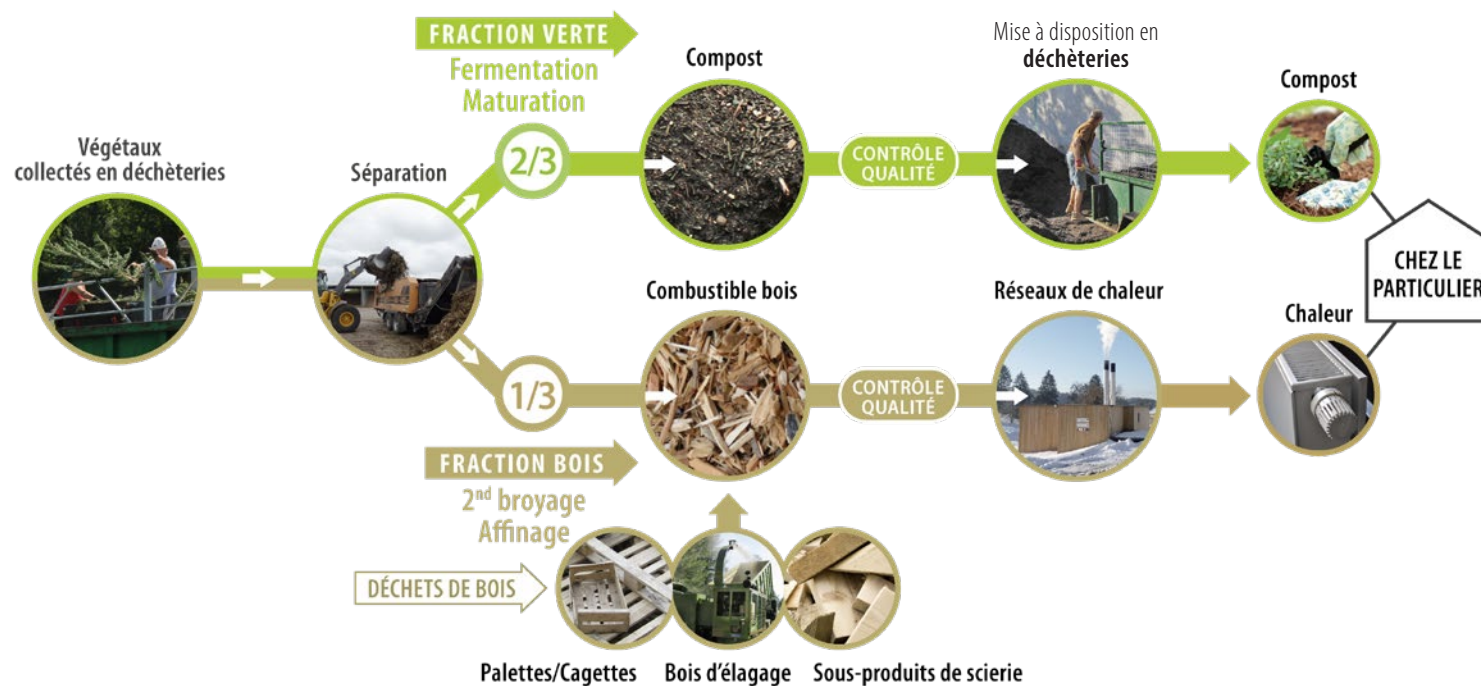 Végétaux
collectés en déchèteries
Séparation
FRACTION VERTE
Fermentation
Maturation
2/3
Compost
CONTRÔLE
QUALITÉ
Mise à disposition en
déchèteries
Compost
CHEZ LE
PARTICULIER
1/3
FRACTION BOIS
2nd broyage
Affinage
Combustible bois
CONTRÔLE
QUALITÉ
Réseaux de chaleur
Chaleur
DÉCHETS DE BOIS
Palettes/Cagettes
Bois d'élagage
Sous-produits de scierie